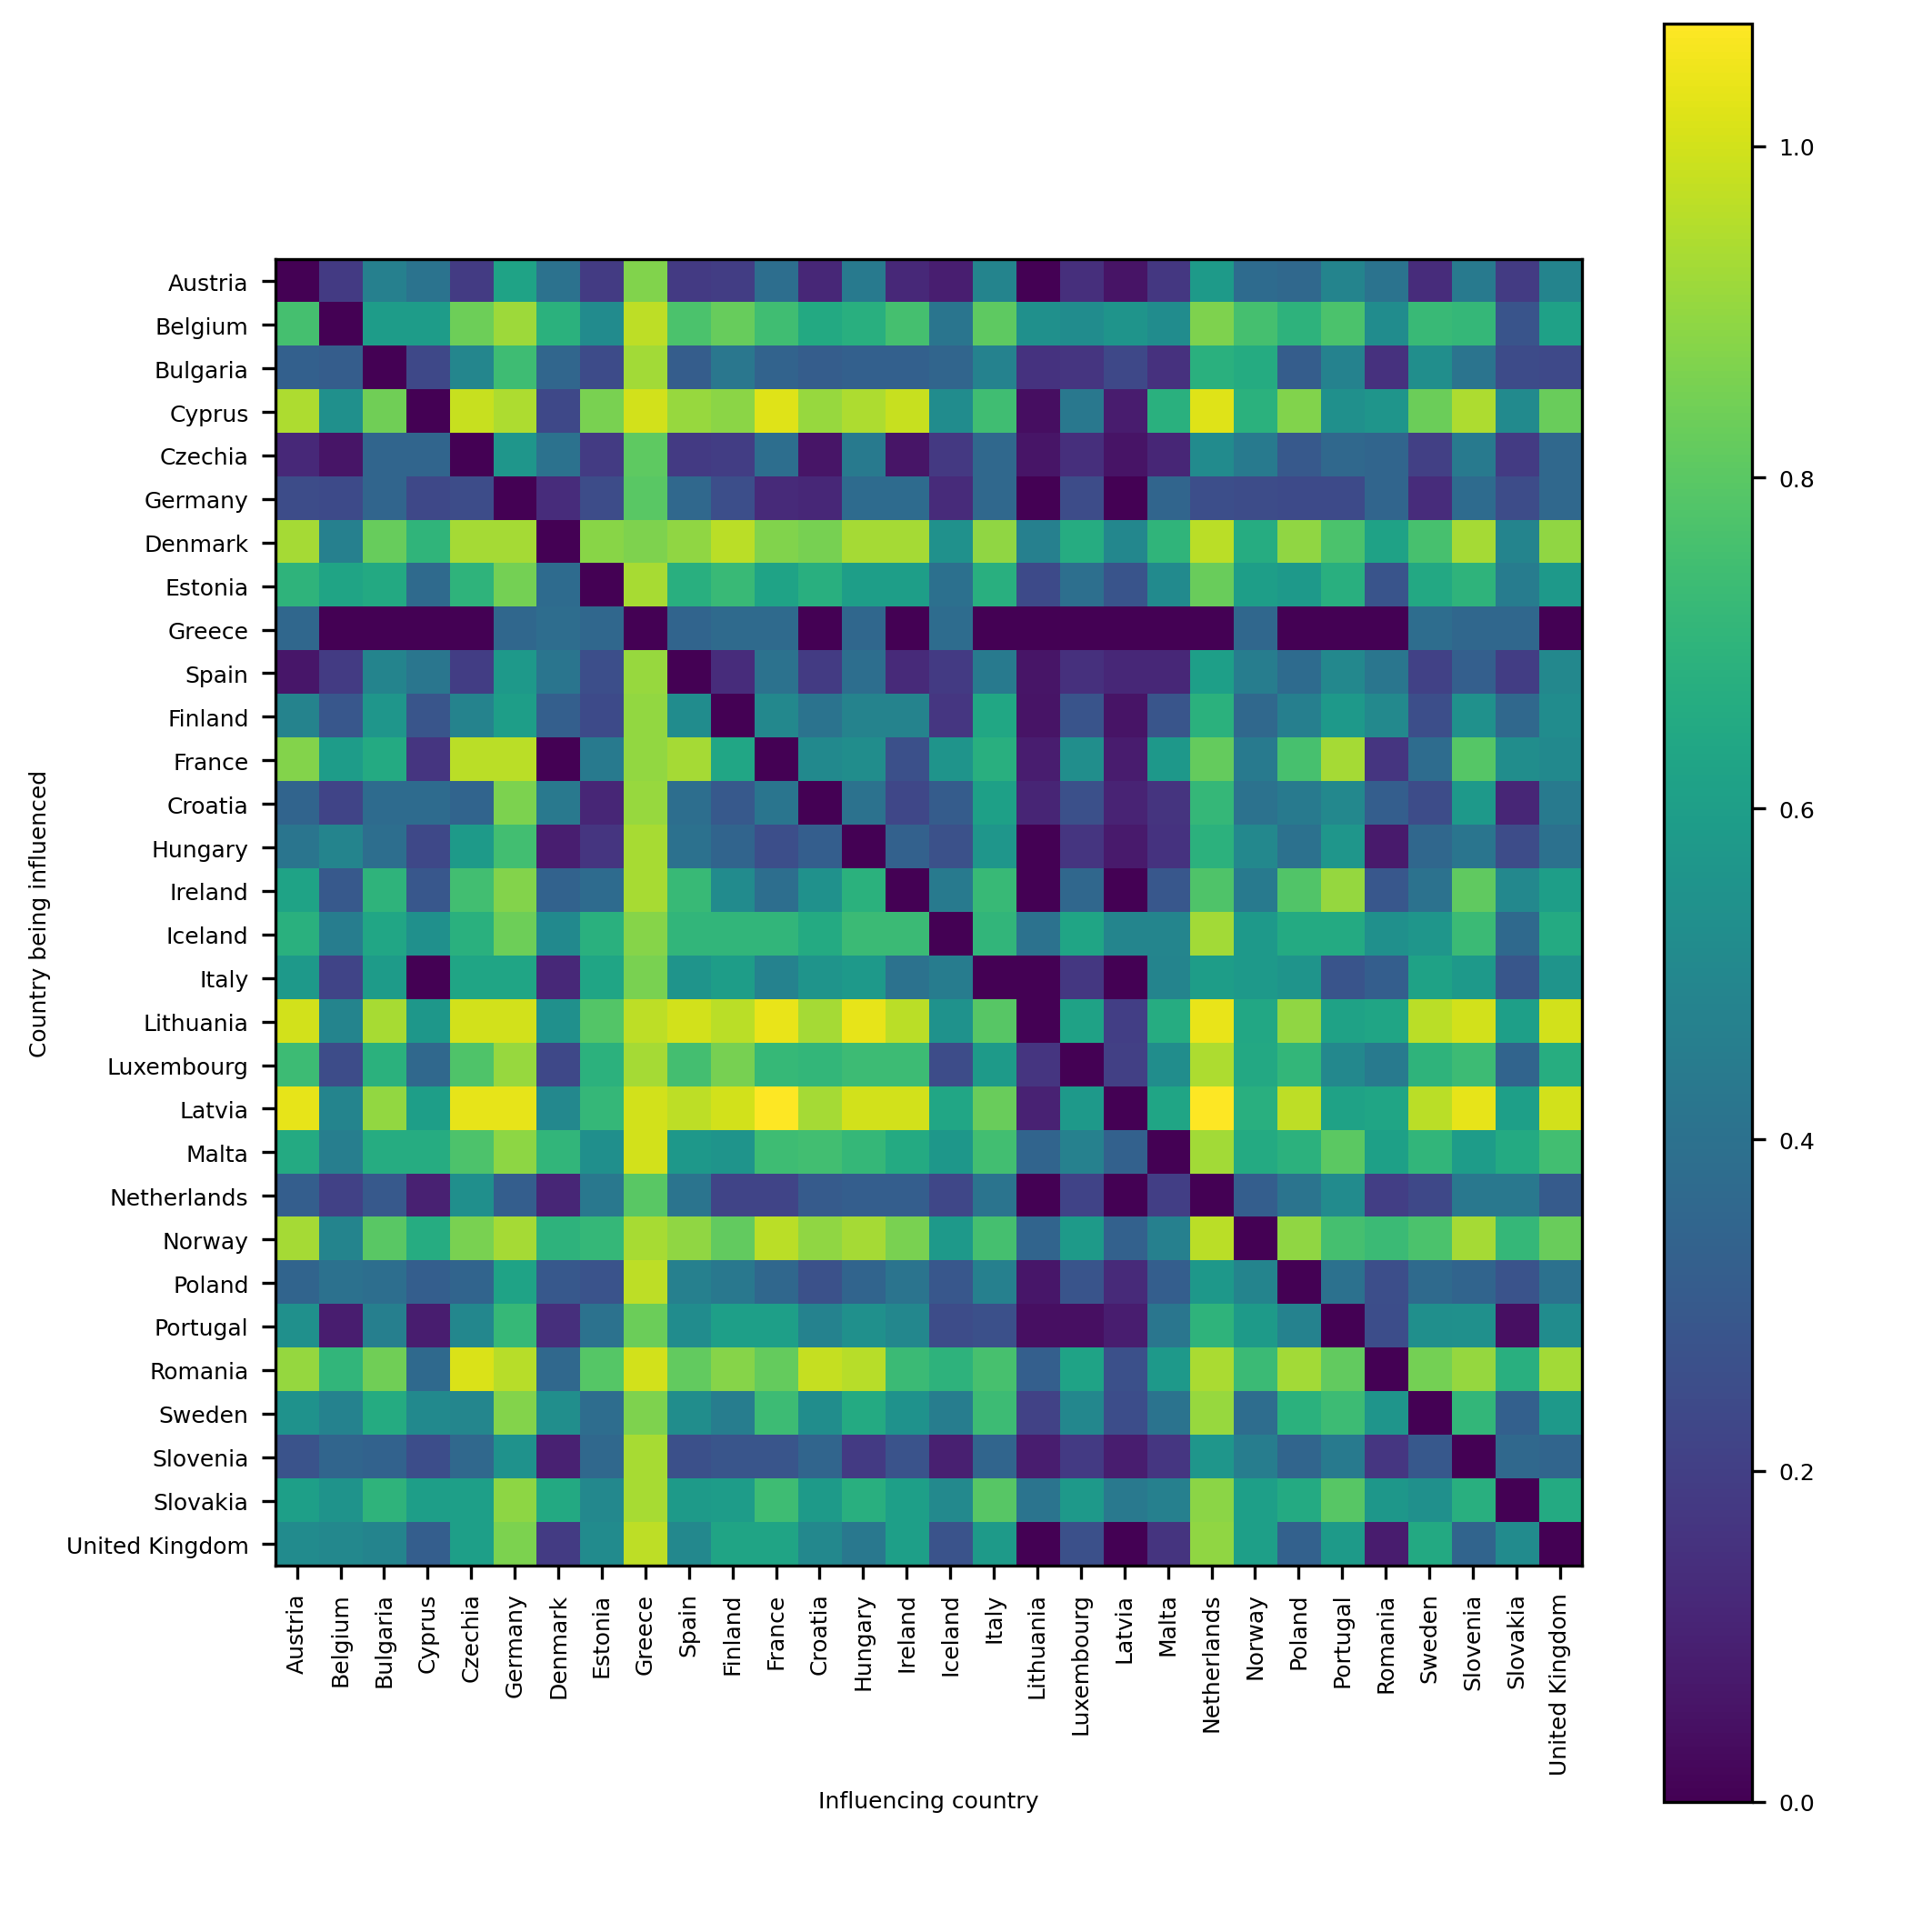 Austria
Belgium
Bulgaria
Cyprus
Czechia
Germany
Denmark
Estonia
Greece
Spain
Finland
France
Croatia
Hungary
Ireland
Iceland
Italy
Lithuania
Luxembourg
Latvia
Malta
Netherlands
Norway
Poland
Portugal
Romania
Sweden
Slovenia
Slovakia
United Kingdom
Country being influenced
Austria
Belgium
Bulgaria
Cyprus
Czechia
Germany
Denmark
Estonia
Greece
Spain
Finland
France
Croatia
Hungary
Ireland
Iceland
Italy
Lithuania
Luxembourg
Latvia
Malta
Netherlands
Norway
Poland
Portugal
Romania
Sweden
Slovenia
Slovakia
United Kingdom
Influencing country
1.0
0.8
0.6
0.4
0.2
0.0